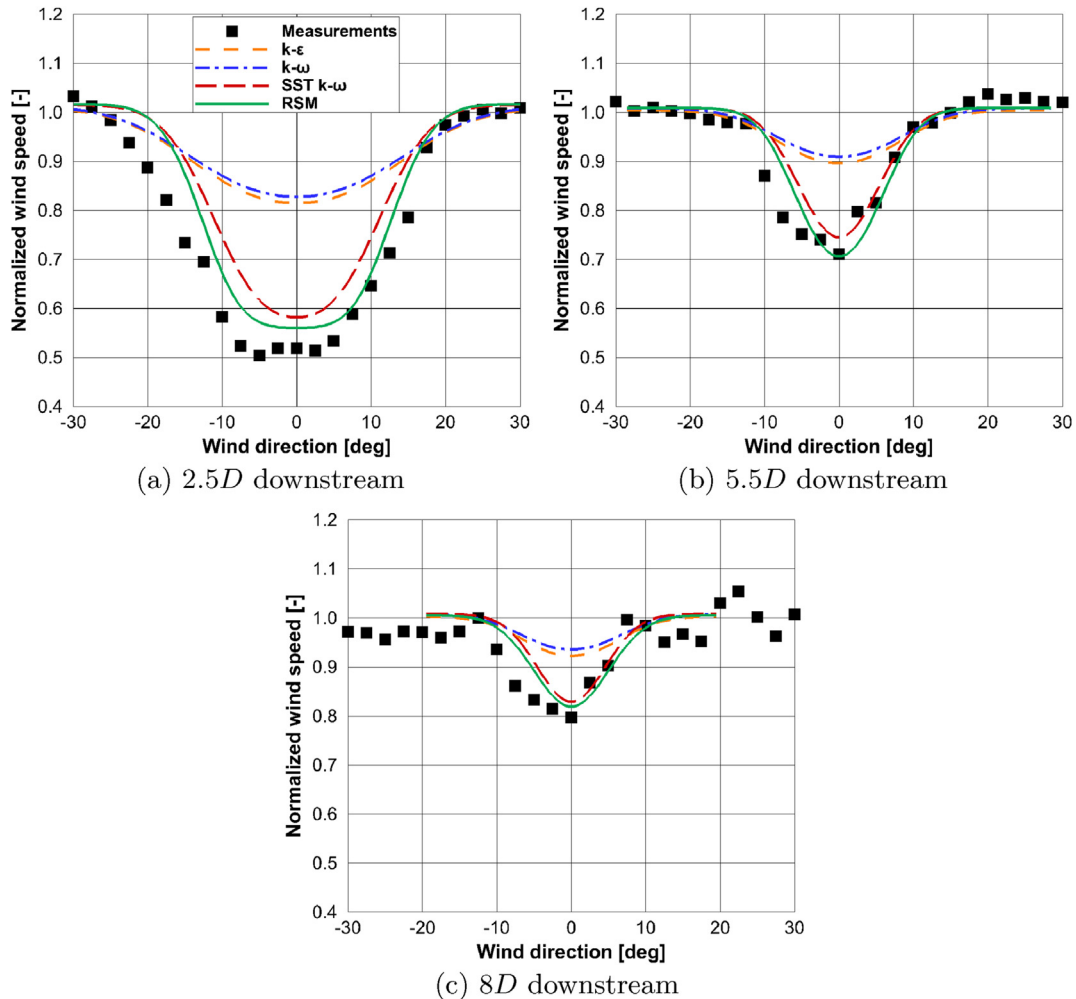 1.2
1.1
1.0
0.9
0.8
0.7
0.6
0.5
0.4
Normalized wind speed [-]
Measurements
k-ε
k-ω
SST k-ω
RSM
-30 -20 -10 0 10 20 30
Wind direction [deg]
(a) 2.5D downstream
1.2
1.1
1.0
0.9
0.8
0.7
0.6
0.5
0.4
Normalized wind speed [-]
-30 -20 -10 0 10 20 30
Wind direction [deg]
(b) 5.5D downstream
1.2
1.1
1.0
0.9
0.8
0.7
0.6
0.5
0.4
Normalized wind speed [-]
-30 -20 -10 0 10 20 30
Wind direction [deg]
(c) 8D downstream